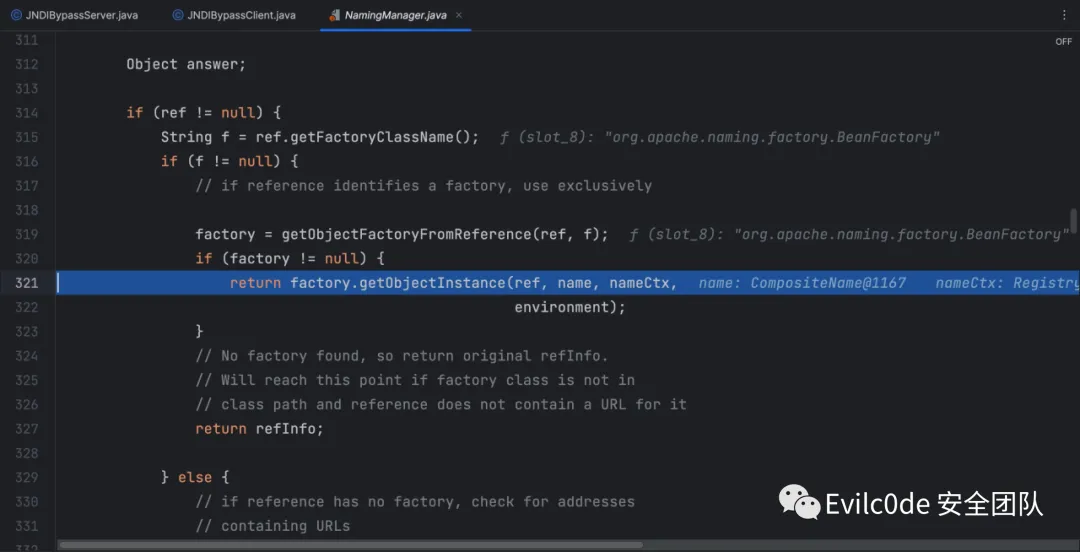 JNDIBypassServer.java JNDIBypassClient.java NamingManager.java ×
OFF
311
312 Object answer;
313
314 if (ref != null) {
315 String f = ref.getFactoryClassName(); f (slot_8): "org.apache.naming.factory.BeanFactory"
316 if (f != null) {
317 // if reference identifies a factory, use exclusively
318
319 factory = getObjectFactoryFromReference(ref, f); f (slot_8): "org.apache.naming.factory.BeanFactory"
320 if (factory != null) {
321 return factory.getObjectInstance(ref, name, nameCtx, name: CompositeName@1167 nameCtx: Registry
322 environment);
323 }
324 // No factory found, so return original refInfo.
325 // Will reach this point if factory class is not in
326 // class path and reference does not contain a URL for it
327 return refInfo;
328
329 } else {
330 // if reference has no factory, check for addresses
331 // containing URLs
332
Evilc0de 安全团队